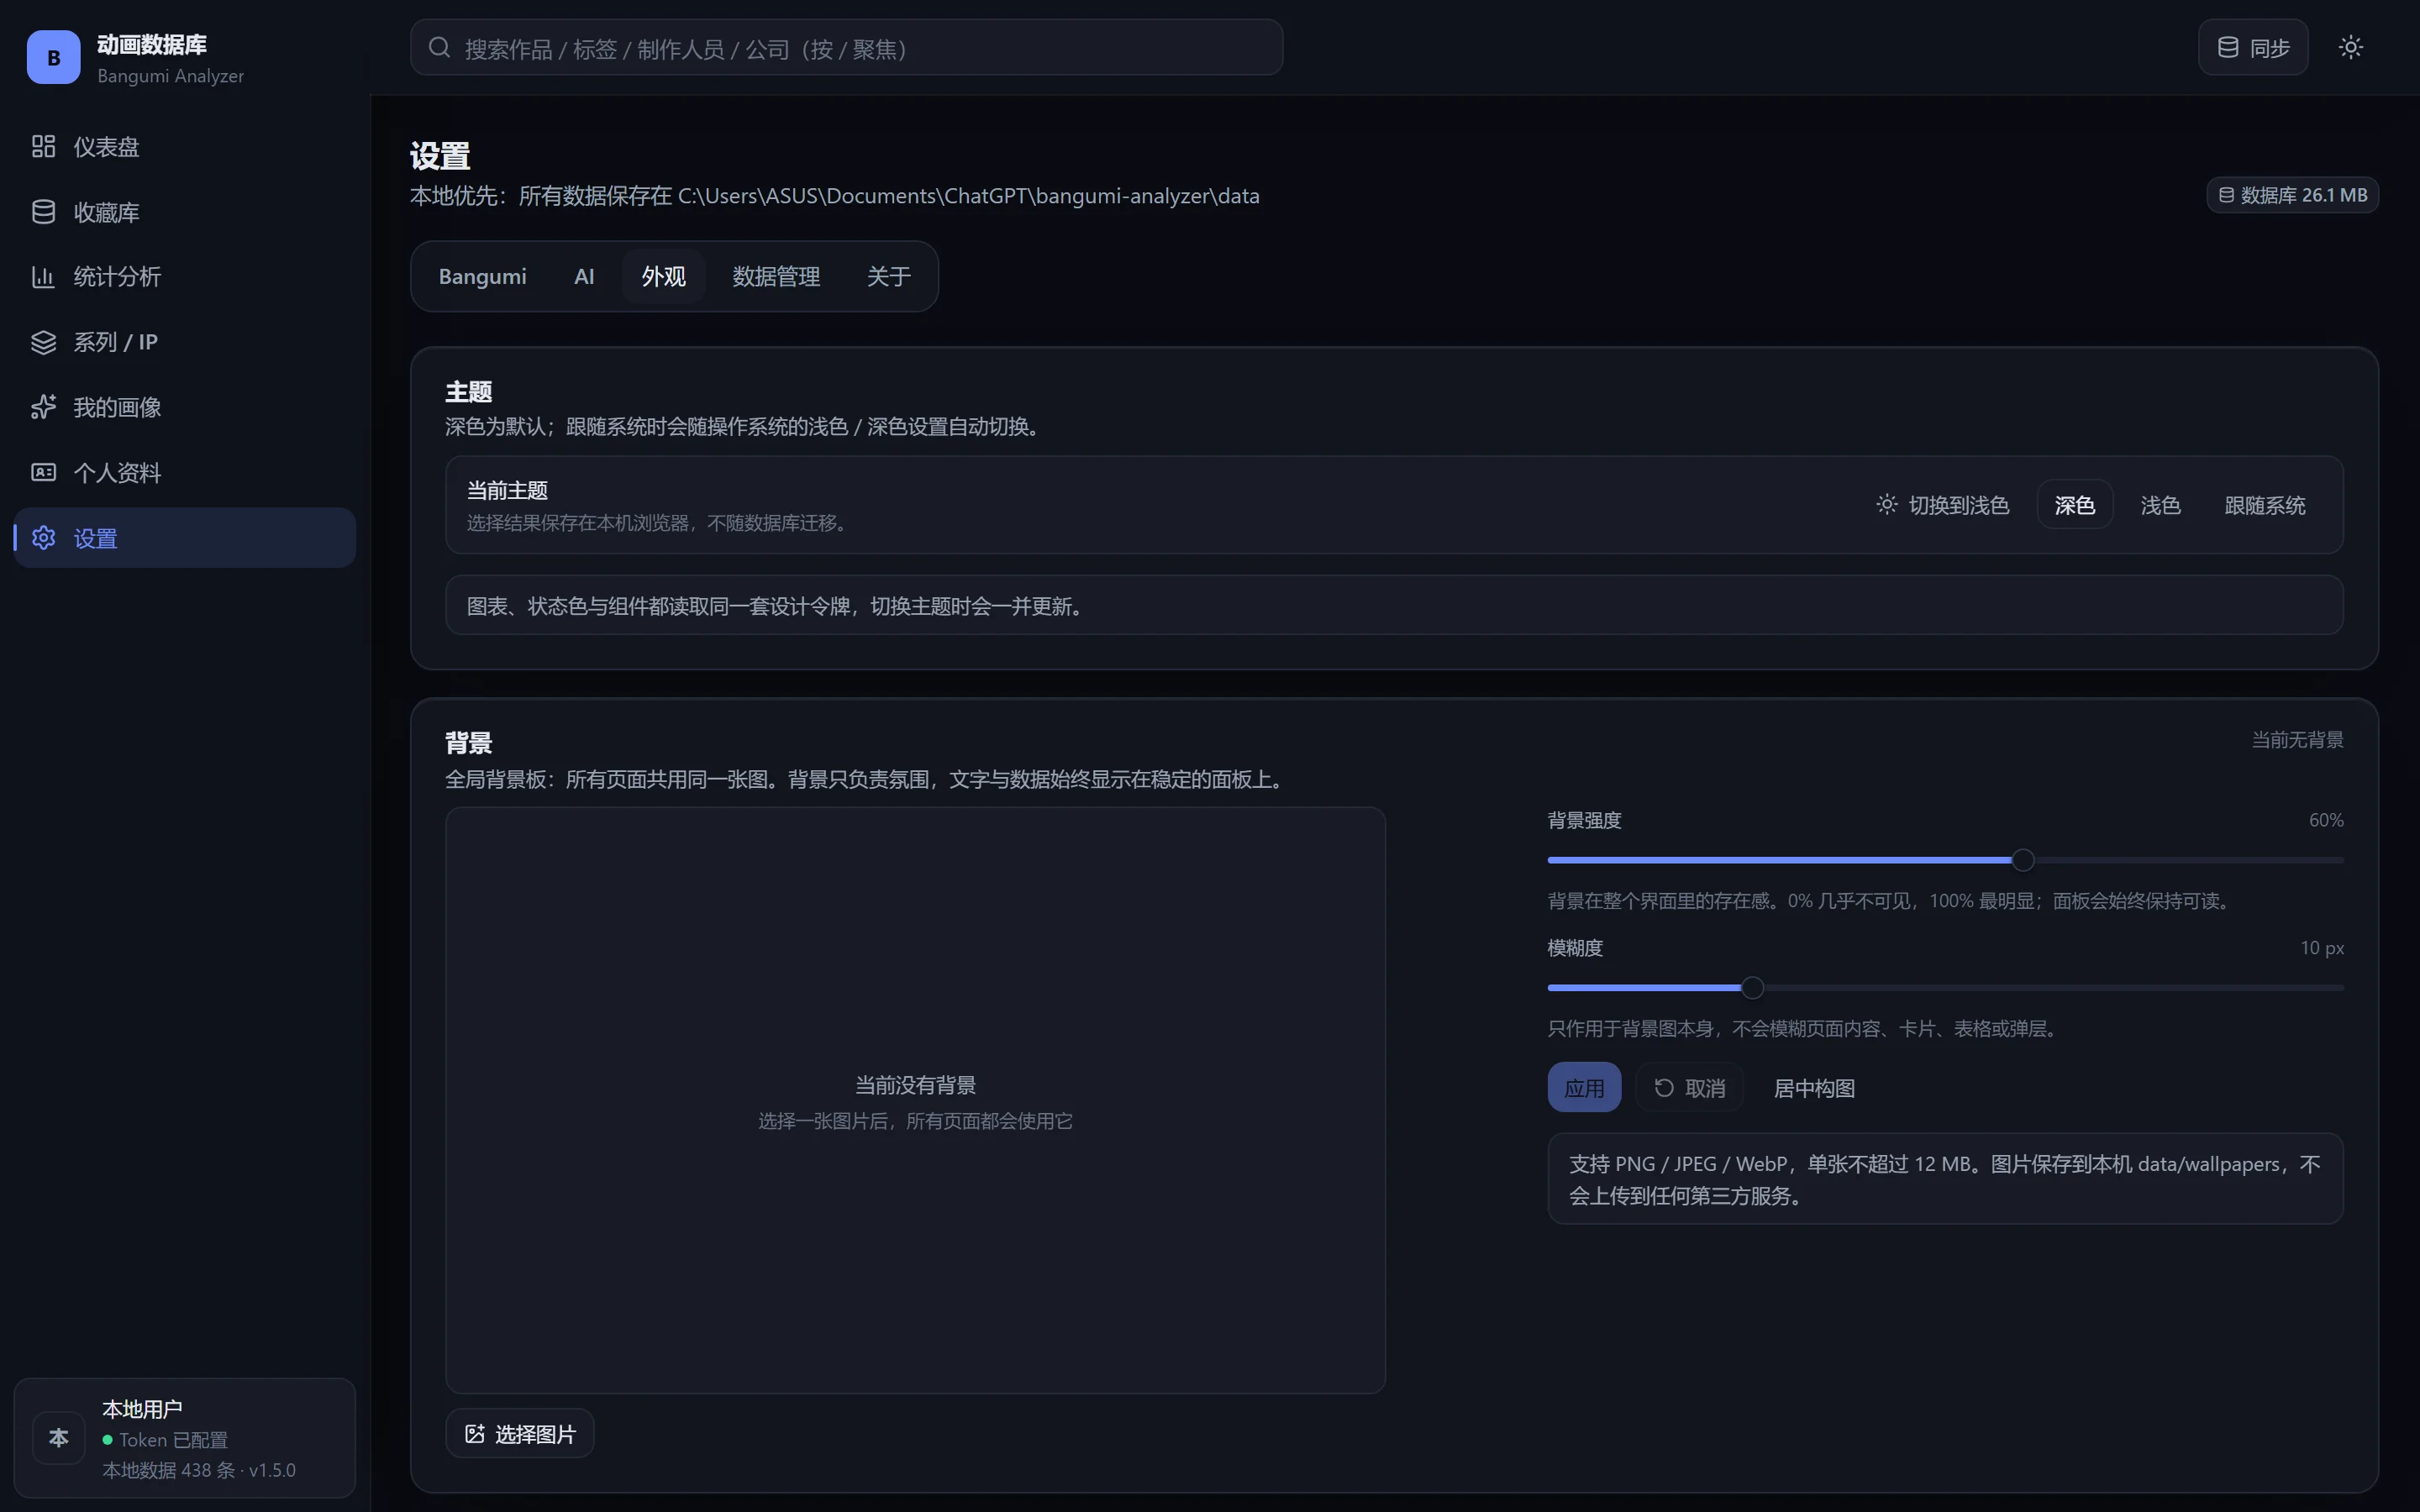 B
动画数据库
Bangumi Analyzer
搜索作品 / 标签 / 制作人员 / 公司（按 / 聚焦）
同步
仪表盘
收藏库
统计分析
系列 / IP
我的画像
个人资料
设置
设置
本地优先：所有数据保存在 C:\Users\ASUS\Documents\ChatGPT\bangumi-analyzer\data
数据库 26.1 MB
Bangumi
AI
外观
数据管理
关于
主题
深色为默认；跟随系统时会随操作系统的浅色 / 深色设置自动切换。
当前主题
选择结果保存在本机浏览器，不随数据库迁移。
切换到浅色
深色
浅色
跟随系统
图表、状态色与组件都读取同一套设计令牌，切换主题时会一并更新。
背景
当前无背景
全局背景板：所有页面共用同一张图。背景只负责氛围，文字与数据始终显示在稳定的面板上。
当前没有背景
选择一张图片后，所有页面都会使用它
选择图片
背景强度
60%
背景在整个界面里的存在感。0% 几乎不可见，100% 最明显；面板会始终保持可读。
模糊度
10 px
只作用于背景图本身，不会模糊页面内容、卡片、表格或弹层。
应用
取消
居中构图
支持 PNG / JPEG / WebP，单张不超过 12 MB。图片保存到本机 data/wallpapers，不
会上传到任何第三方服务。
本
本地用户
Token 已配置
本地数据 438 条 · v1.5.0